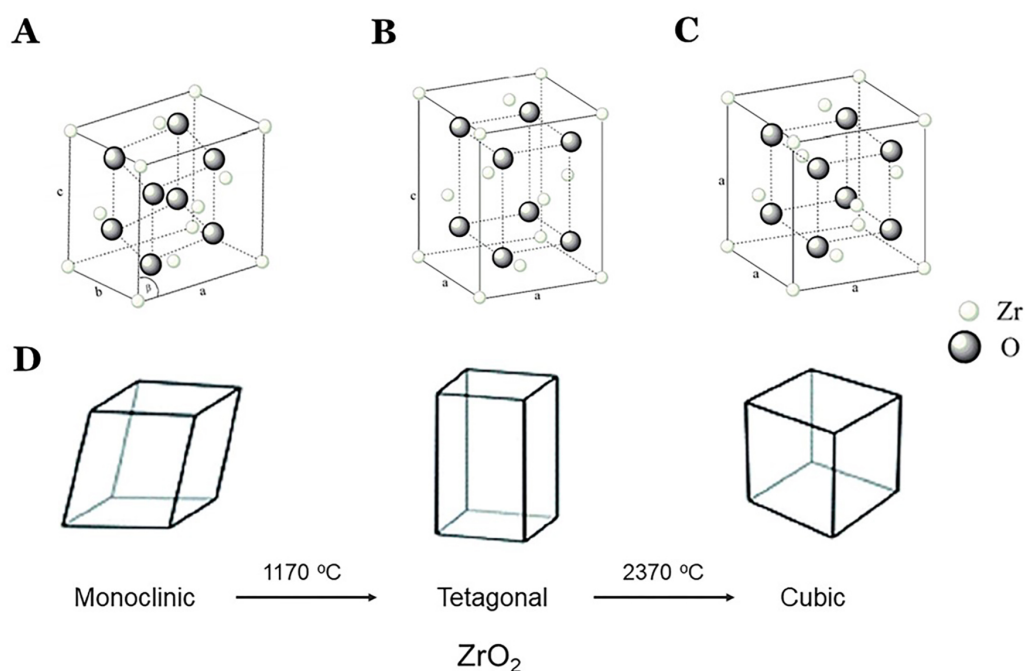 A
B
C
c
b
β
a
c
a
a
a
a
a
Zr
O
D
1170 ºC
2370 ºC
Monoclinic
Tetagonal
Cubic
ZrO₂